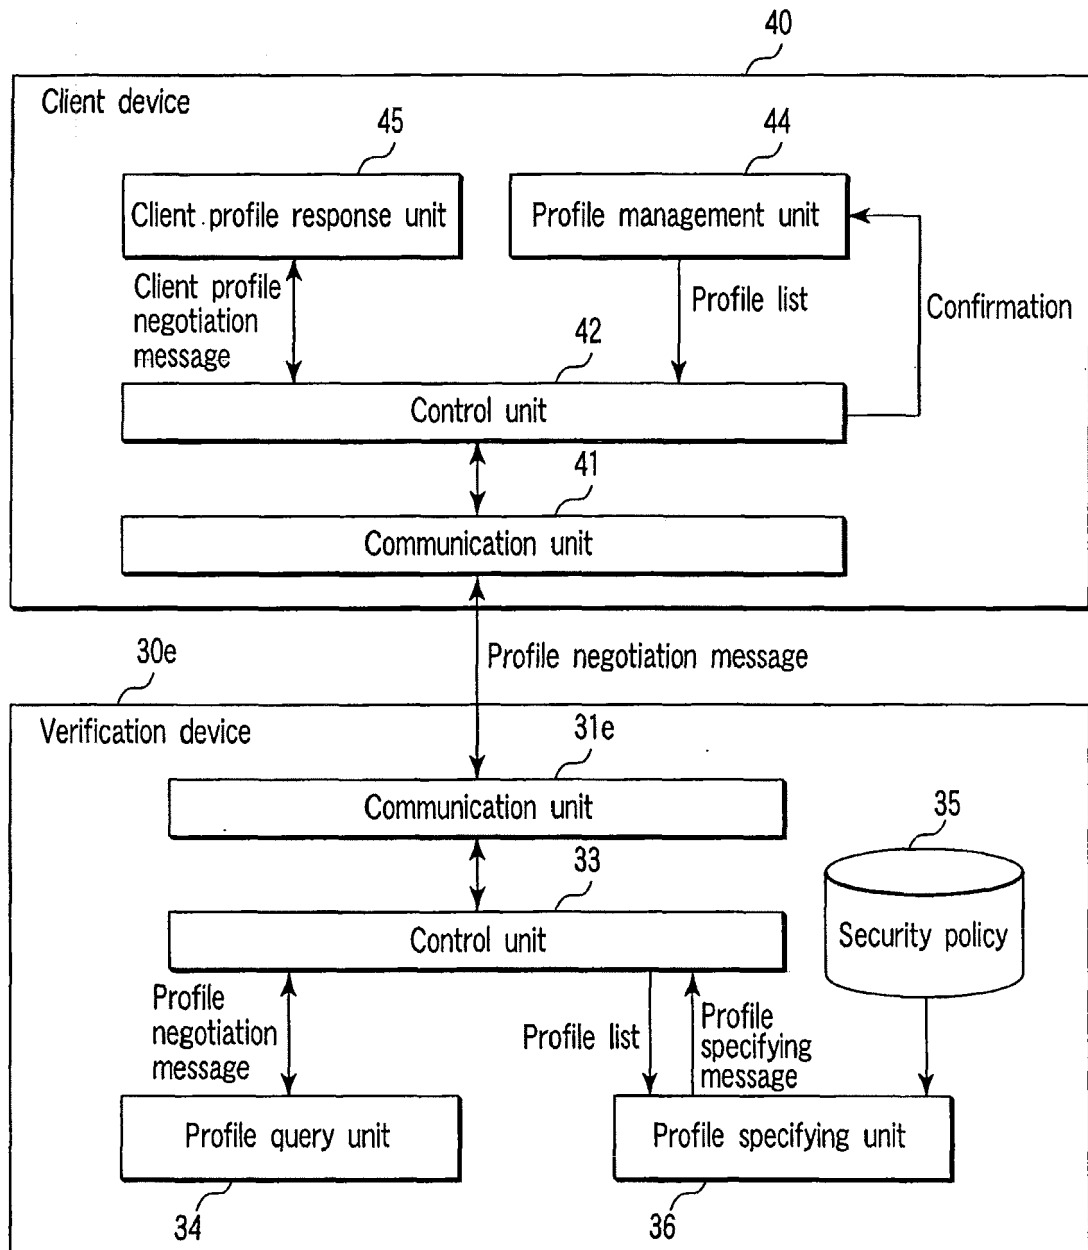 40
Client device
45
44
Client profile response unit
Profile management unit
Client profile
negotiation
message
Profile list
Confirmation
42
Control unit
41
Communication unit
Profile negotiation message
30e
Verification device
31e
Communication unit
35
33
Control unit
Security policy
Profile
negotiation
message
Profile list
Profile
specifying
message
Profile query unit
Profile specifying unit
34
36